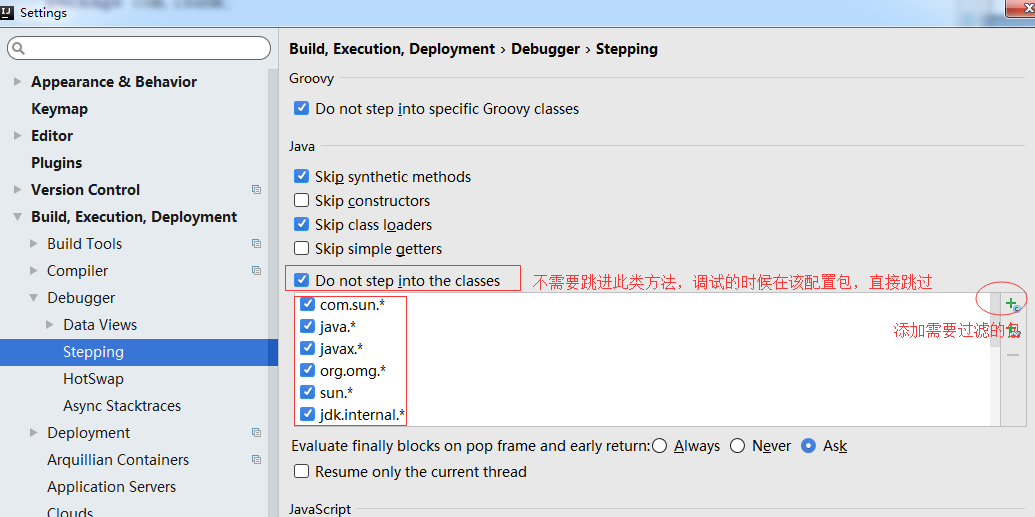 Settings
Build, Execution, Deployment › Debugger › Stepping
Appearance & Behavior
Keymap
Editor
Plugins
Version Control
Build, Execution, Deployment
Build Tools
Compiler
Debugger
Data Views
Stepping
HotSwap
Async Stacktraces
Deployment
Arquillian Containers
Application Servers
Clouds
Groovy
Do not step into specific Groovy classes
Java
Skip synthetic methods
Skip constructors
Skip class loaders
Skip simple getters
Do not step into the classes
不需要跳进此类方法，调试的时候在该配置包，直接跳过
com.sun.*
java.*
javax.*
org.omg.*
sun.*
jdk.internal.*
添加需要过滤的包
Evaluate finally blocks on pop frame and early return: Always Never Ask
Resume only the current thread
JavaScript